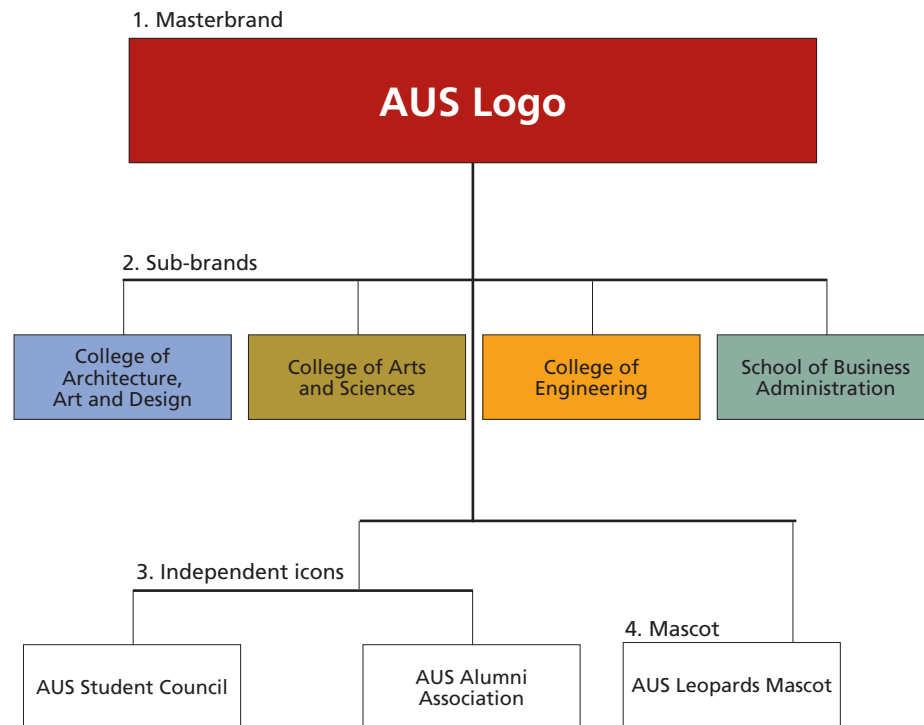 1. Masterbrand
AUS Logo
2. Sub-brands
College of
Architecture,
Art and Design
College of Arts
and Sciences
College of
Engineering
School of Business
Administration
3. Independent icons
AUS Student Council
AUS Alumni
Association
4. Mascot
AUS Leopards Mascot